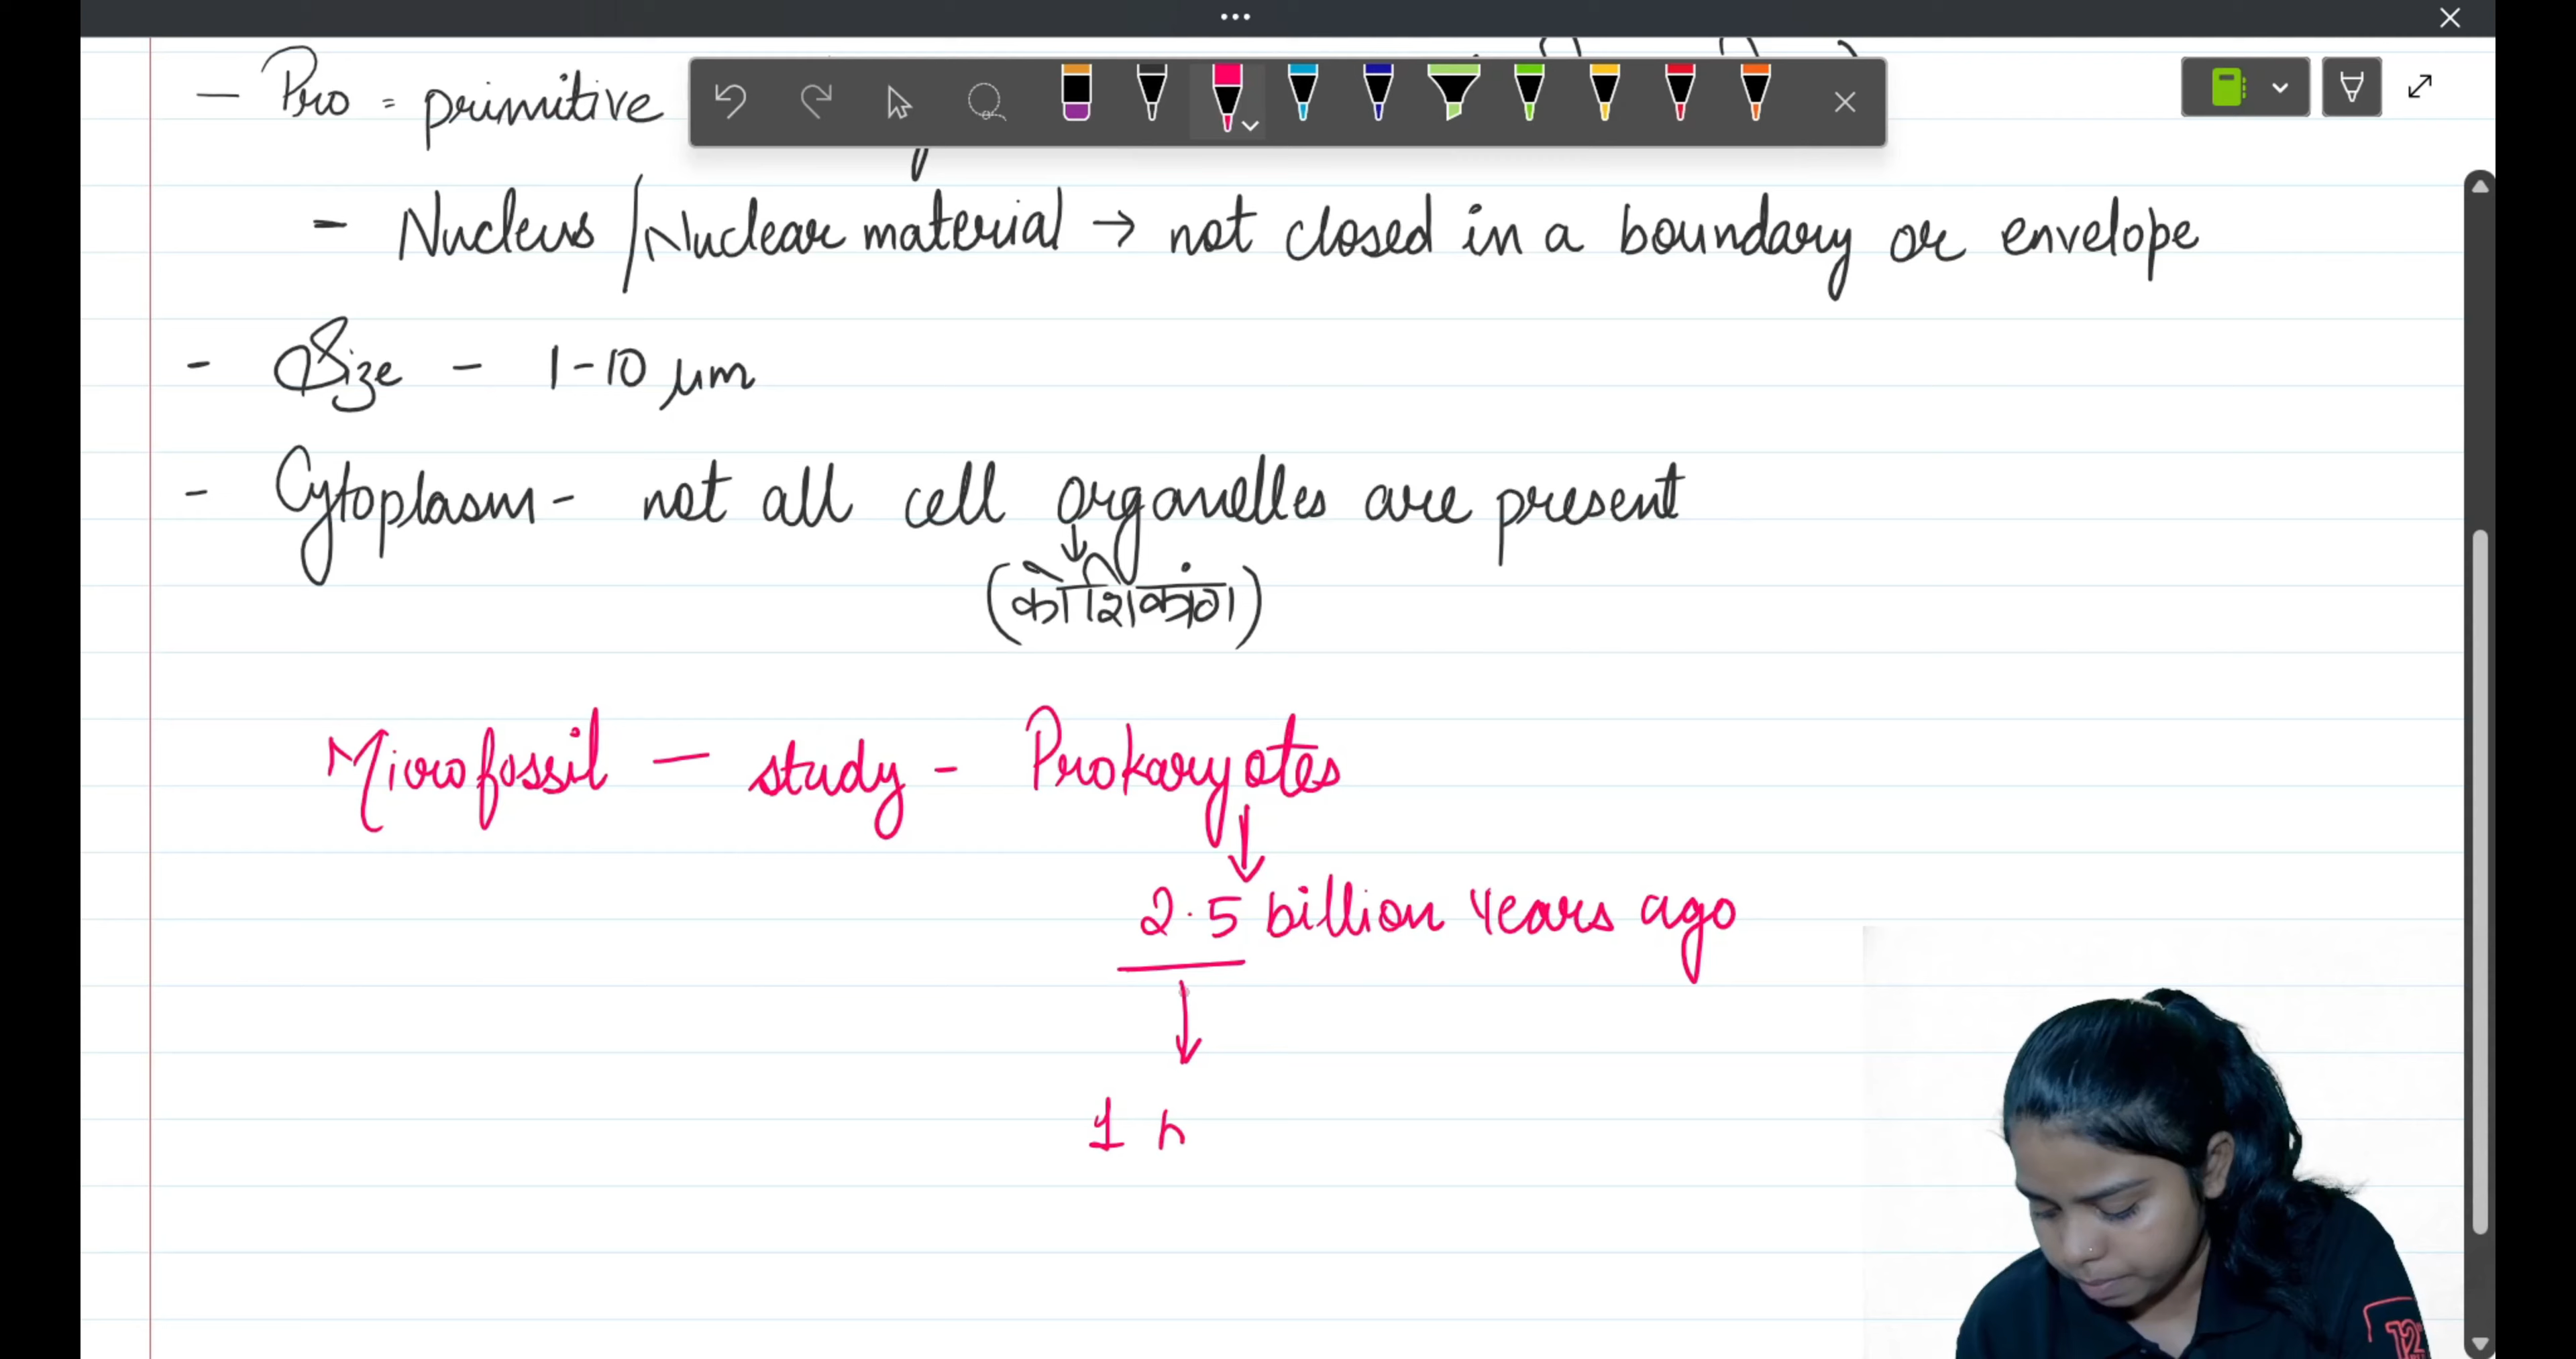 — Pro = primitive
- Nucleus / Nuclear material → not closed in a boundary or envelope
- Size - 1-10 μm
- Cytoplasm - not all cell organelles are present
Microfossil — study - Prokaryotes
2.5 billion years ago
1
T2